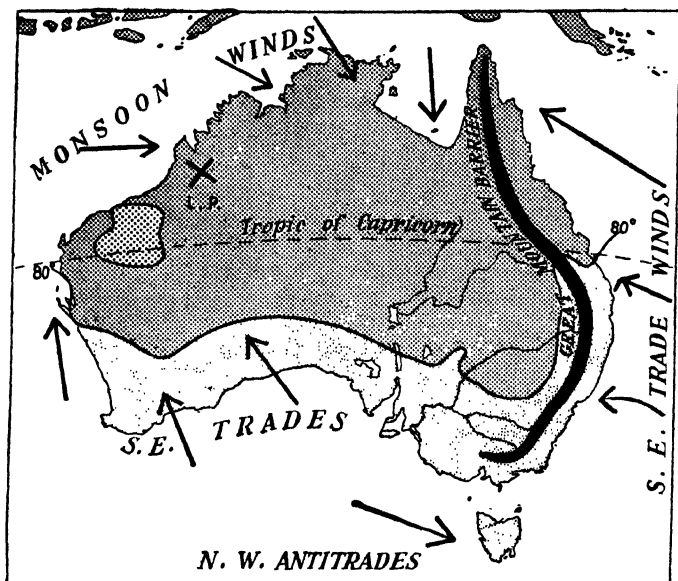 MONSOON WINDS
L.P.
Tropic of Capricorn
80°
80°
GREAT MOUNTAIN BARRIER
S. E. TRADE WINDS
S. E. TRADES
N. W. ANTITRADES